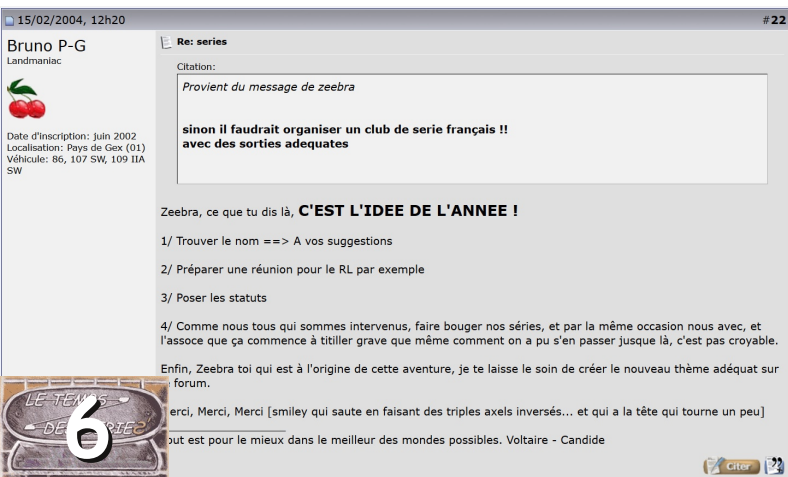 15/02/2004, 12h20
#22
Bruno P-G
Landmaniac
Date d'inscription: juin 2002
Localisation: Pays de Gex (01)
Véhicule: 86, 107 SW, 109 IIA
SW
Re: series
Citation:
Provient du message de zeebra
sinon il faudrait organiser un club de serie français !!
avec des sorties adequates
Zeebra, ce que tu dis là, C'EST L'IDEE DE L'ANNEE !
1/ Trouver le nom ==> A vos suggestions
2/ Préparer une réunion pour le RL par exemple
3/ Poser les statuts
4/ Comme nous tous qui sommes intervenus, faire bouger nos séries, et par la même occasion nous avec, et
l'assoce que ça commence à titiller grave que même comment on a pu s'en passer jusque là, c'est pas croyable.
Enfin, Zeebra toi qui est à l'origine de cette aventure, je te laisse le soin de créer le nouveau thème adéquat sur
forum.
erci, Merci, Merci [smiley qui saute en faisant des triples axels inversés... et qui a la tête qui tourne un peu]
out est pour le mieux dans le meilleur des mondes possibles. Voltaire - Candide
LE TEMPS
DES SERIES
6
Citer